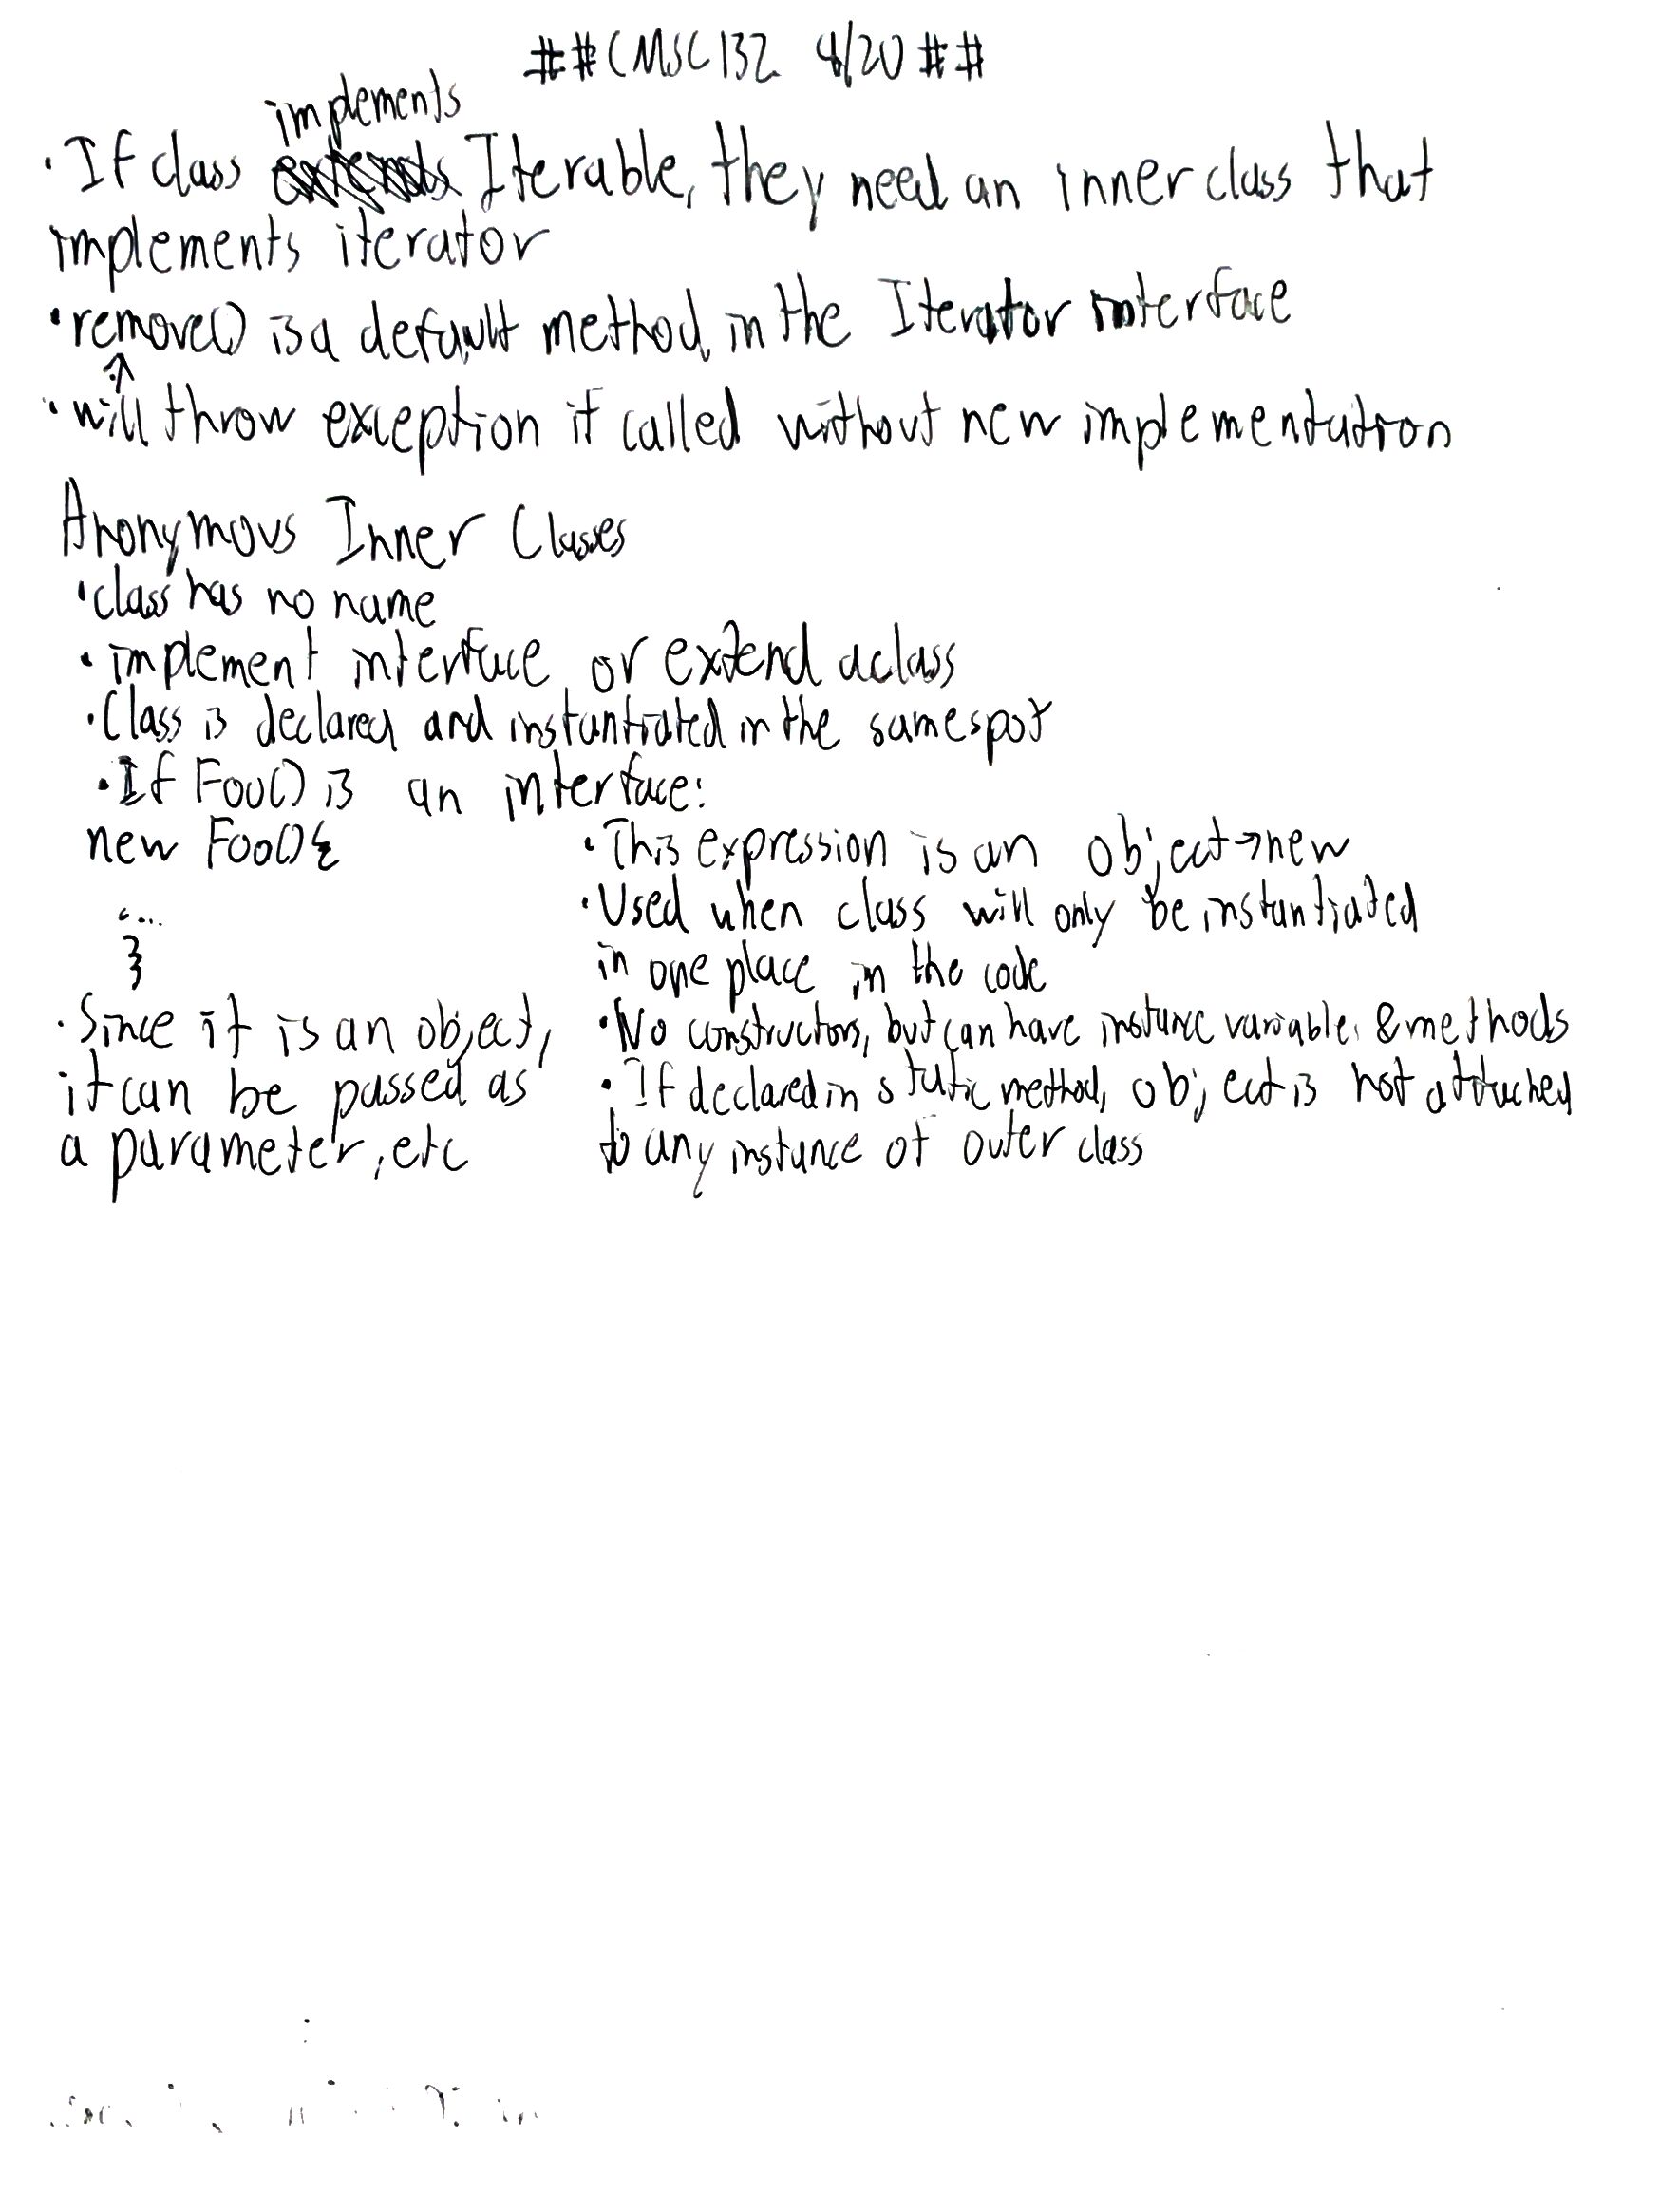 ##CMSC132 4/20##
implements
·If class extends Iterable, they need an inner class that
implements iterator
·remove() is a default method in the Iterator interface
↑
·will throw exception if called without new implementation
Anonymous Inner Classes
·class has no name
·implement interface or extend a class
·Class is declared and instantiated in the same spot
·If Foo() is an interface:
new Foo(){
....
}
·Since it is an object,
it can be passed as
a parameter, etc
·This expression is an object→new
·Used when class will only be instantiated
in one place in the code
·No constructors, but can have instance variables & methods
·If declared in static method, object is not attached
to any instance of outer class